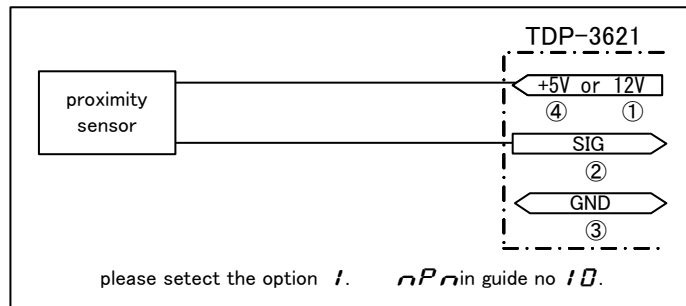 TDP-3621
proximity
sensor
+5V or 12V
④ ①
SIG
②
GND
③
please setect the option 1. nPn in guide no 10.